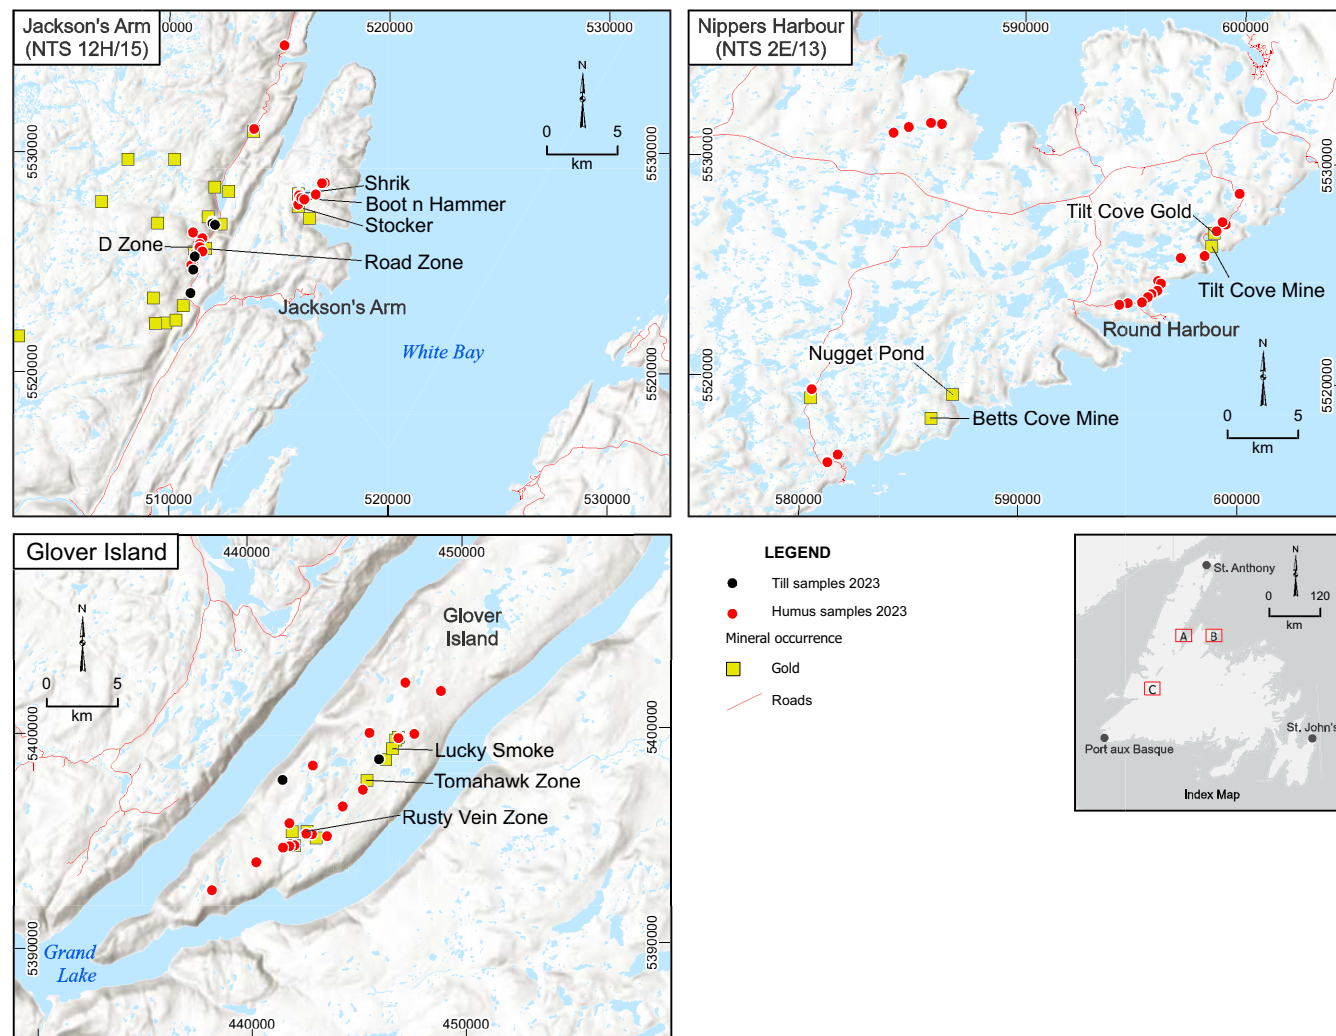 Jackson's Arm
(NTS 12H/15)
520000
530000
5530000
5530000
N
0 5
km
Shrik
Boot n Hammer
Stocker
D Zone
Road Zone
Jackson's Arm
White Bay
5520000
5520000
510000
520000
530000
Nippers Harbour
(NTS 2E/13)
590000
600000
5530000
5530000
Tilt Cove Gold
Tilt Cove Mine
Round Harbour
Nugget Pond
Betts Cove Mine
N
0 5
km
5520000
5520000
580000
590000
600000
Glover Island
440000
450000
Glover
Island
N
0 5
km
5400000
5400000
Lucky Smoke
Tomahawk Zone
Rusty Vein Zone
Grand
Lake
5390000
5390000
440000
450000
LEGEND
Till samples 2023
Humus samples 2023
Mineral occurrence
Gold
Roads
St. Anthony
N
0 120
km
A
B
C
St. John's
Port aux Basque
Index Map